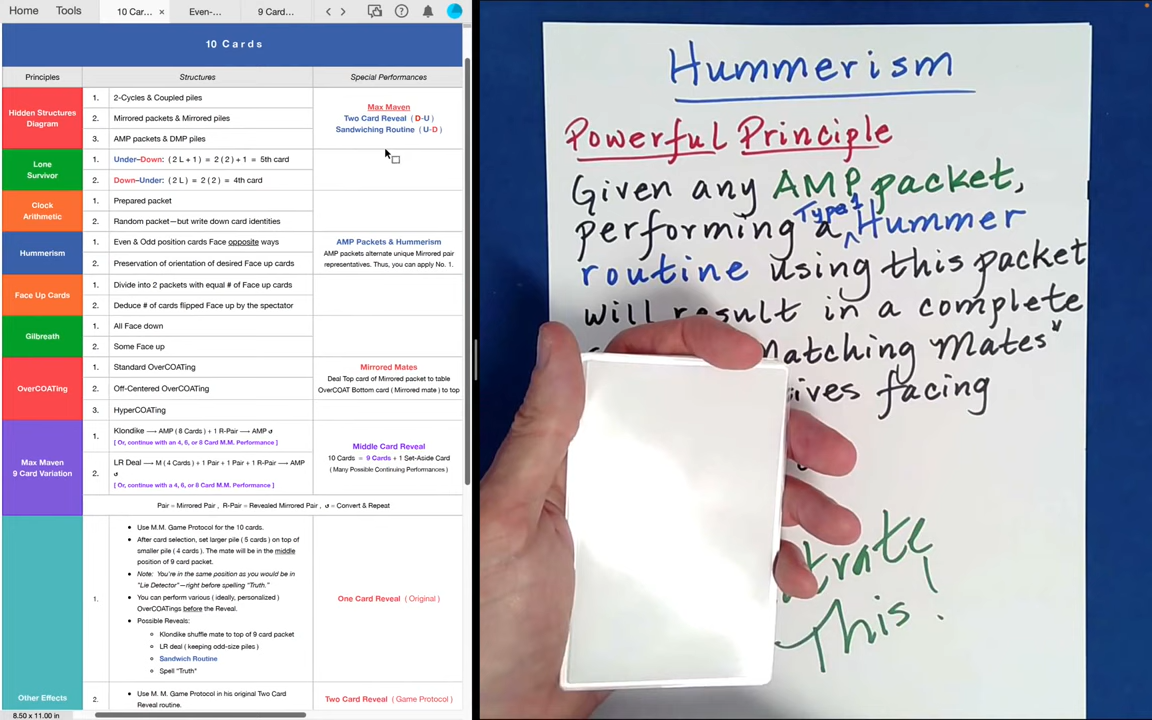 Home
Tools
10 Car...
×
Even-...
9 Card...
10 Cards
Principles
Structures
Special Performances
Hidden Structures
Diagram
1. 2-Cycles & Coupled piles
2. Mirrored packets & Mirrored piles
3. AMP packets & DMP piles
Max Maven
Two Card Reveal ( D-U )
Sandwiching Routine ( U-D )
Lone
Survivor
1. Under–Down: ( 2 L + 1 ) = 2 ( 2 ) + 1 = 5th card
2. Down–Under: ( 2 L ) = 2 ( 2 ) = 4th card
Clock
Arithmetic
1. Prepared packet
2. Random packet—but write down card identities
Hummerism
1. Even & Odd position cards Face opposite ways
2. Preservation of orientation of desired Face up cards
AMP Packets & Hummerism
AMP packets alternate unique Mirrored pair
representatives. Thus, you can apply No. 1.
Face Up Cards
1. Divide into 2 packets with equal # of Face up cards
2. Deduce # of cards flipped Face up by the spectator
Gilbreath
1. All Face down
2. Some Face up
OverCOATing
1. Standard OverCOATing
2. Off-Centered OverCOATing
3. HyperCOATing
Mirrored Mates
Deal Top card of Mirrored packet to table
OverCOAT Bottom card ( Mirrored mate ) to top
Max Maven
9 Card Variation
1. Klondike → AMP ( 8 Cards ) + 1 R-Pair → AMP ↺
[ Or, continue with an 4, 6, or 8 Card M.M. Performance ]
2. LR Deal → M ( 4 Cards ) + 1 Pair + 1 Pair + 1 R-Pair → AMP
↺
[ Or, continue with a 4, 6, or 8 Card M.M. Performance ]
Middle Card Reveal
10 Cards = 9 Cards + 1 Set-Aside Card
( Many Possible Continuing Performances )
Pair = Mirrored Pair , R-Pair = Revealed Mirrored Pair , ↺ = Convert & Repeat
Other Effects
1.
• Use M.M. Game Protocol for the 10 cards.
• After card selection, set larger pile ( 5 cards ) on top of
smaller pile ( 4 cards ). The mate will be in the middle
position of 9 card packet.
• Note: You're in the same position as you would be in
"Lie Detector"—right before spelling "Truth."
• You can perform various ( ideally, personalized )
OverCOATings before the Reveal.
• Possible Reveals:
Klondike shuffle mate to top of 9 card packet
LR deal ( keeping odd-size piles )
Sandwich Routine
Spell "Truth"
One Card Reveal ( Original )
2.
• Use M. M. Game Protocol in his original Two Card
Reveal routine.
Two Card Reveal ( Game Protocol )
8.50 x 11.00 in
Hummerism
Powerful Principle
Given any AMP packet,
performing a Type 1 Hummer
routine using this packet
will result in a complete
Matching Mates"
ives facing
trate
This.